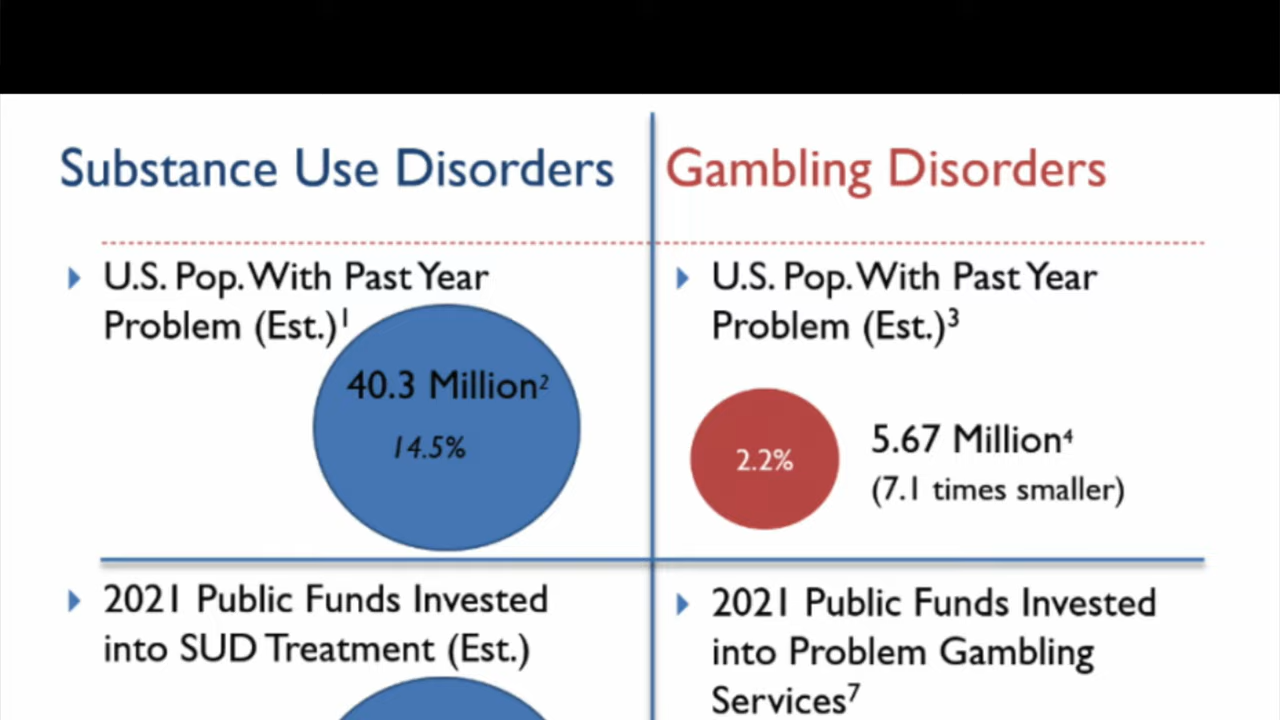 Substance Use Disorders
U.S. Pop. With Past Year
Problem (Est.)¹
40.3 Million²
14.5%
2021 Public Funds Invested
into SUD Treatment (Est.)
Gambling Disorders
U.S. Pop. With Past Year
Problem (Est.)³
2.2%
5.67 Million⁴
(7.1 times smaller)
2021 Public Funds Invested
into Problem Gambling
Services⁷